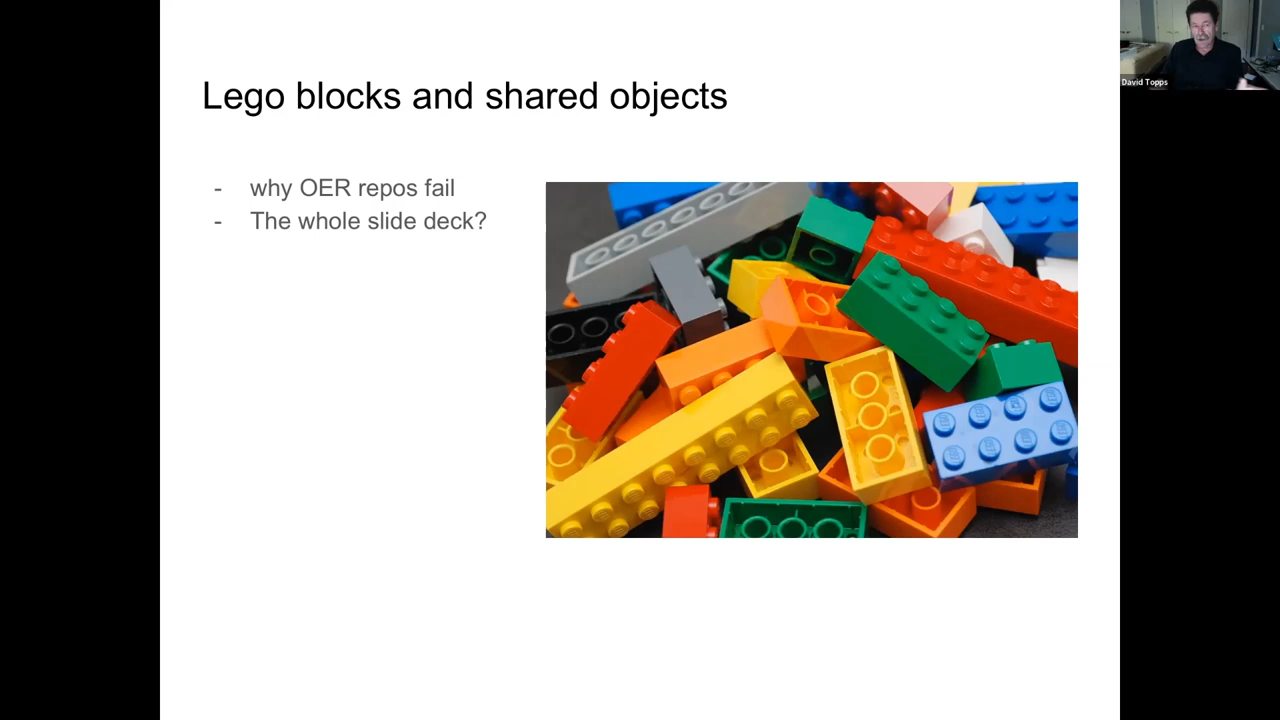 Lego blocks and shared objects
- why OER repos fail
- The whole slide deck?
David Topps